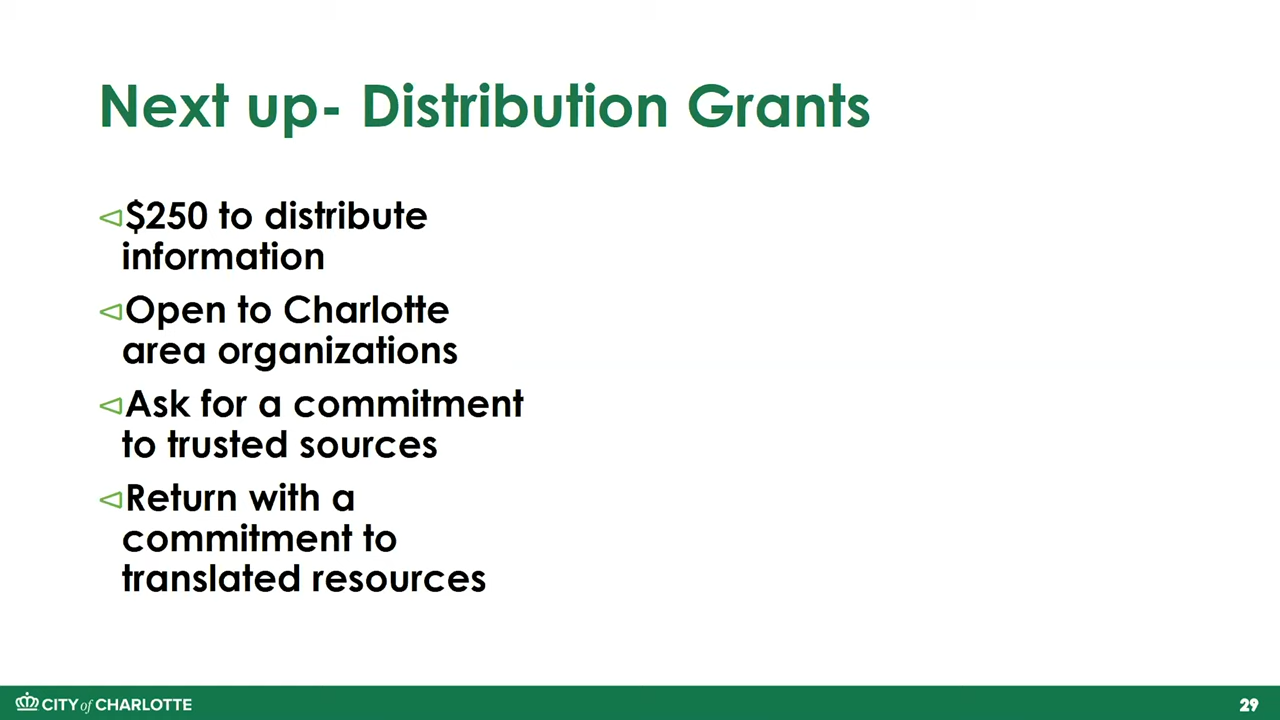 Next up- Distribution Grants
$250 to distribute
information
Open to Charlotte
area organizations
Ask for a commitment
to trusted sources
Return with a
commitment to
translated resources
CITY of CHARLOTTE
29